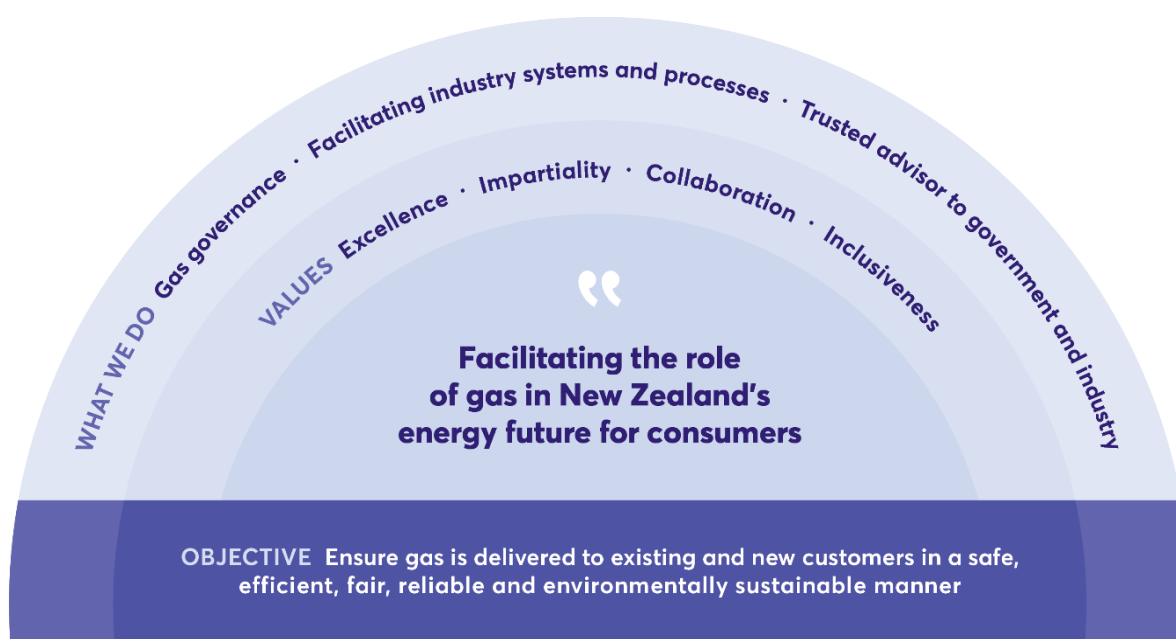 WHAT WE DO Gas governance · Facilitating industry systems and processes · Trusted advisor to government and industry
VALUES Excellence · Impartiality · Collaboration · Inclusiveness
“
Facilitating the role
of gas in New Zealand’s
energy future for consumers
OBJECTIVE Ensure gas is delivered to existing and new customers in a safe,
efficient, fair, reliable and environmentally sustainable manner